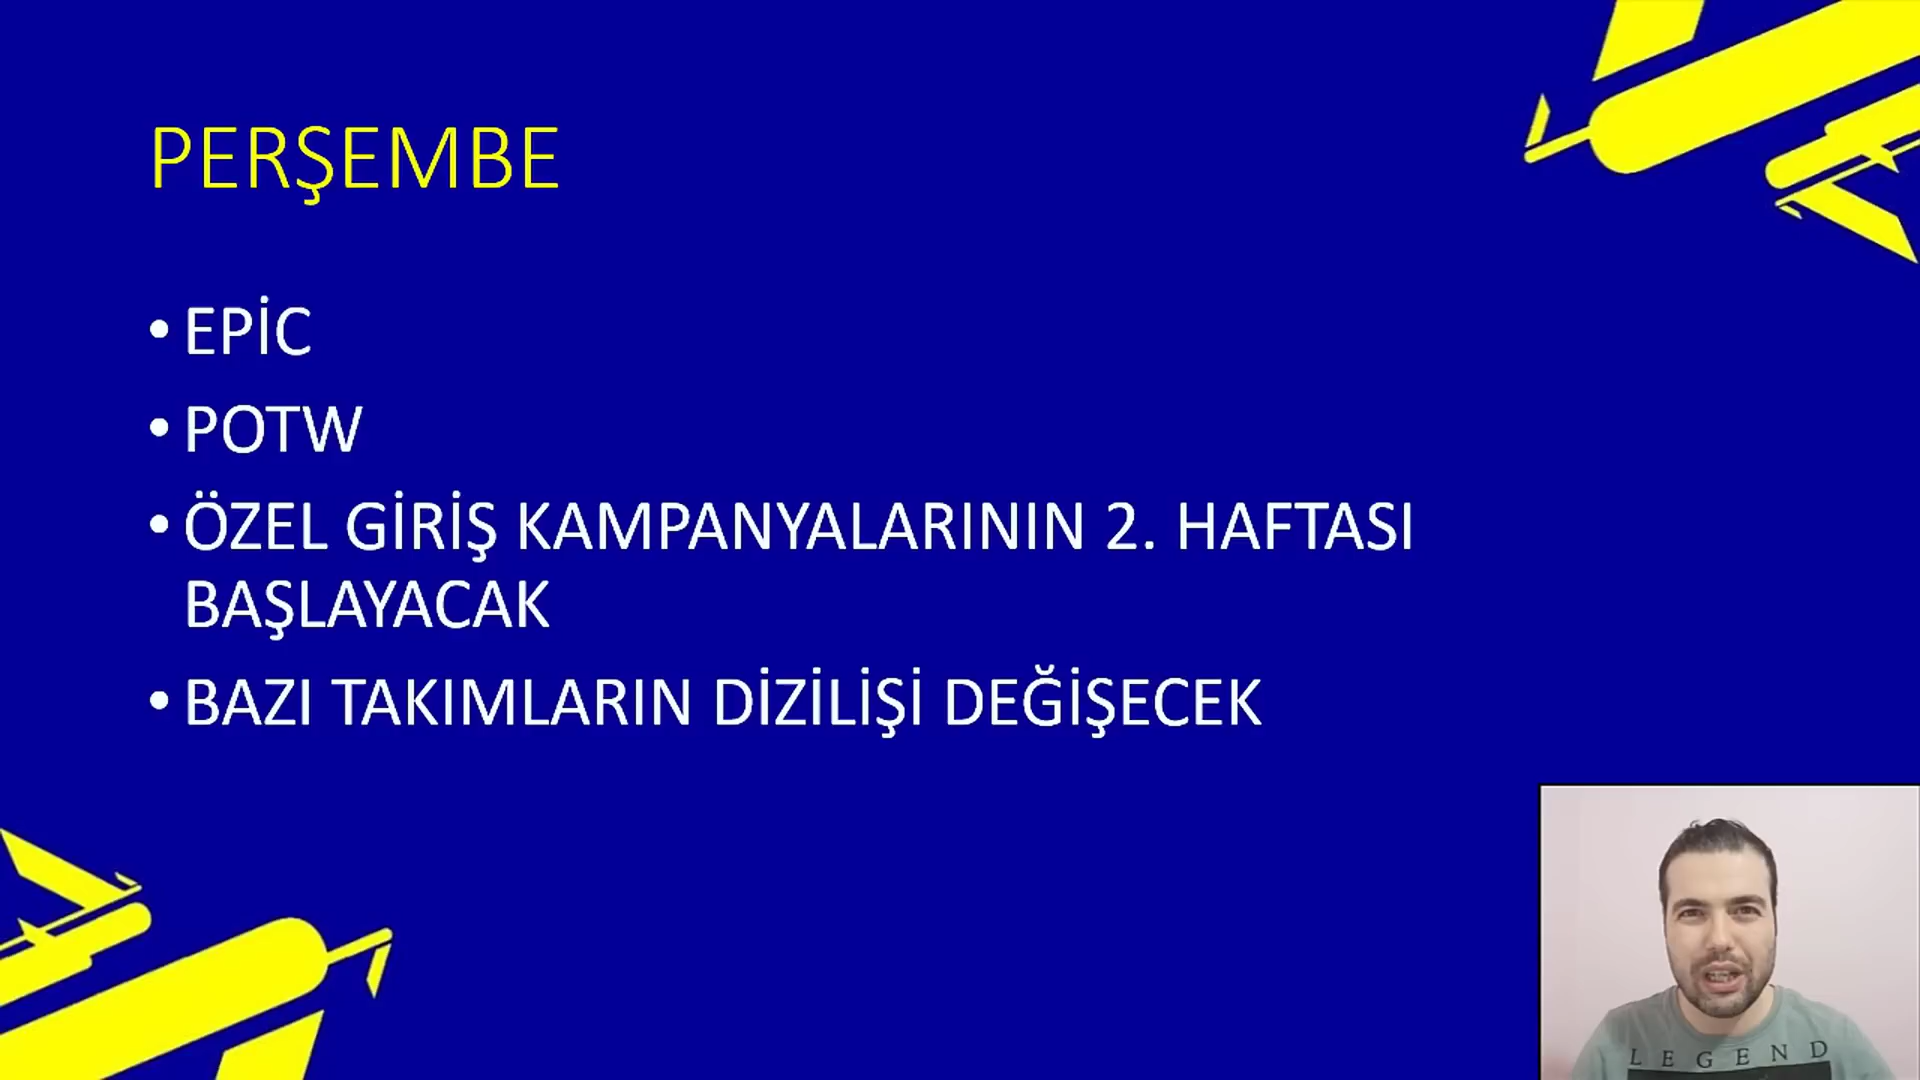 PERŞEMBE
• EPİC
• POTW
• ÖZEL GİRİŞ KAMPANYALARININ 2. HAFTASI
BAŞLAYACAK
• BAZI TAKIMLARIN DİZİLİŞİ DEĞİŞECEK
LEGEND